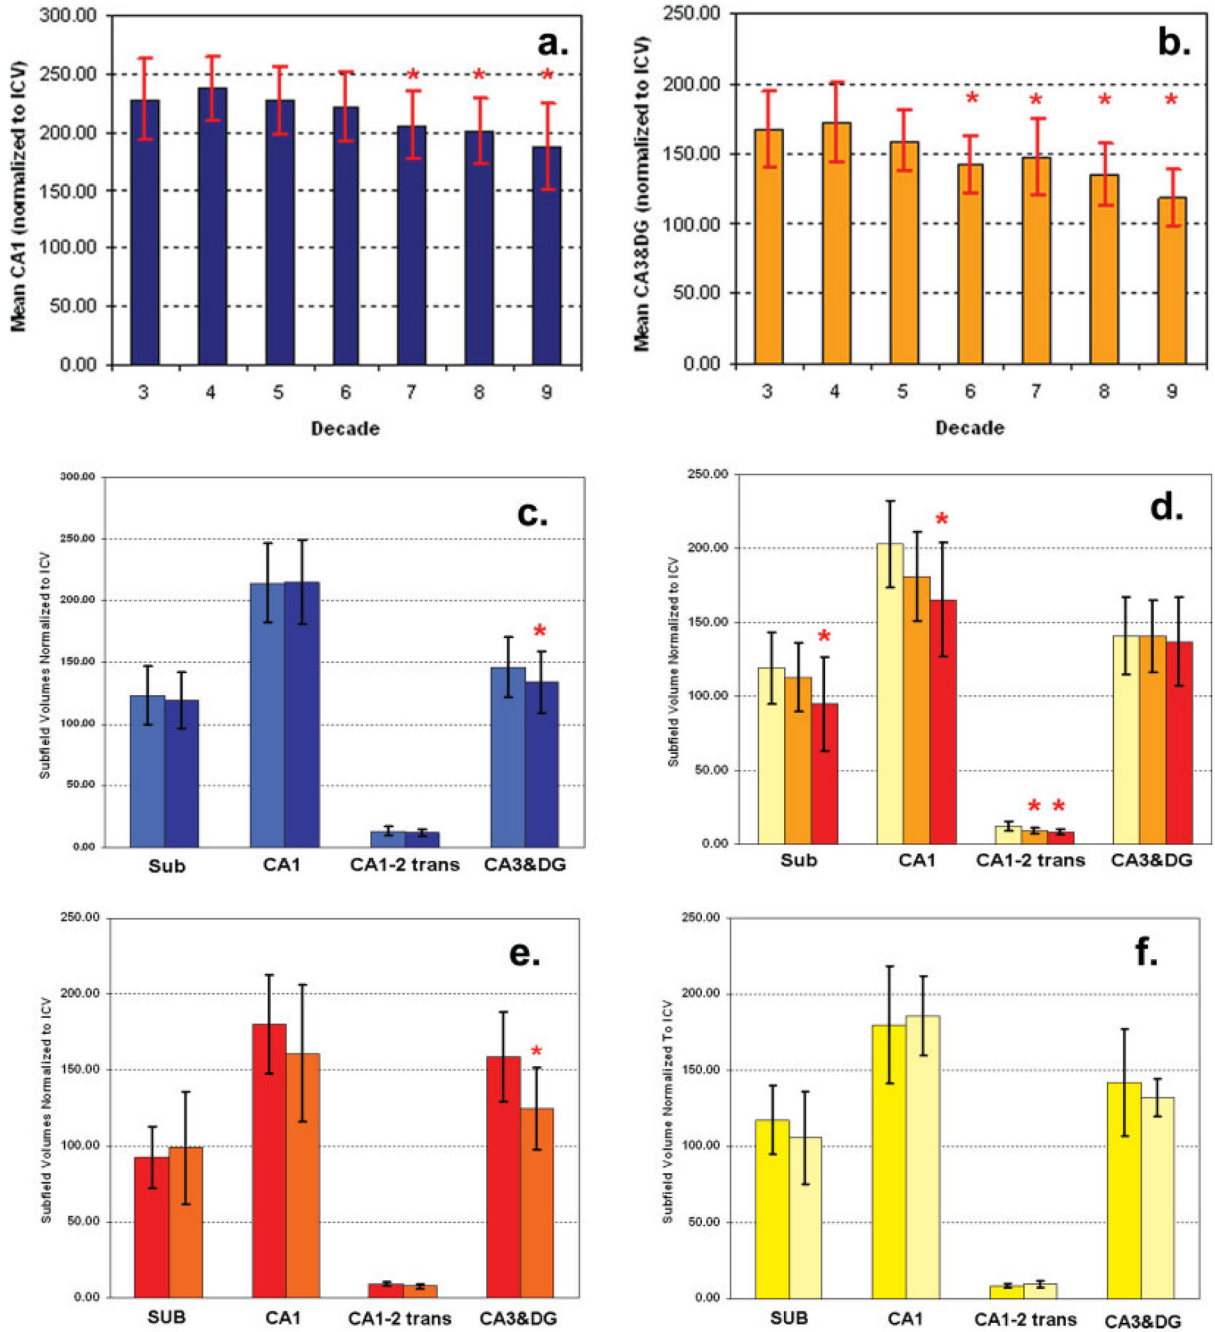 a.
Mean CA1 (normalized to ICV)
300.00
250.00
200.00
150.00
100.00
50.00
0.00
* * *
3 4 5 6 7 8 9
Decade
b.
Mean CA3&DG (normalized to ICV)
250.00
200.00
150.00
100.00
50.00
0.00
* * * *
3 4 5 6 7 8 9
Decade
c.
Subfield Volumes Normalized to ICV
300.00
250.00
200.00
150.00
100.00
50.00
0.00
*
Sub CA1 CA1-2 trans CA3&DG
d.
Subfield Volume Normalized to ICV
250.00
200.00
150.00
100.00
50.00
0.00
*
*
* *
Sub CA1 CA1-2 trans CA3&DG
e.
Subfield Volumes Normalized to ICV
250.00
200.00
150.00
100.00
50.00
0.00
*
SUB CA1 CA1-2 trans CA3&DG
f.
Subfield Volume Normalized To ICV
250.00
200.00
150.00
100.00
50.00
0.00
SUB CA1 CA1-2 trans CA3&DG